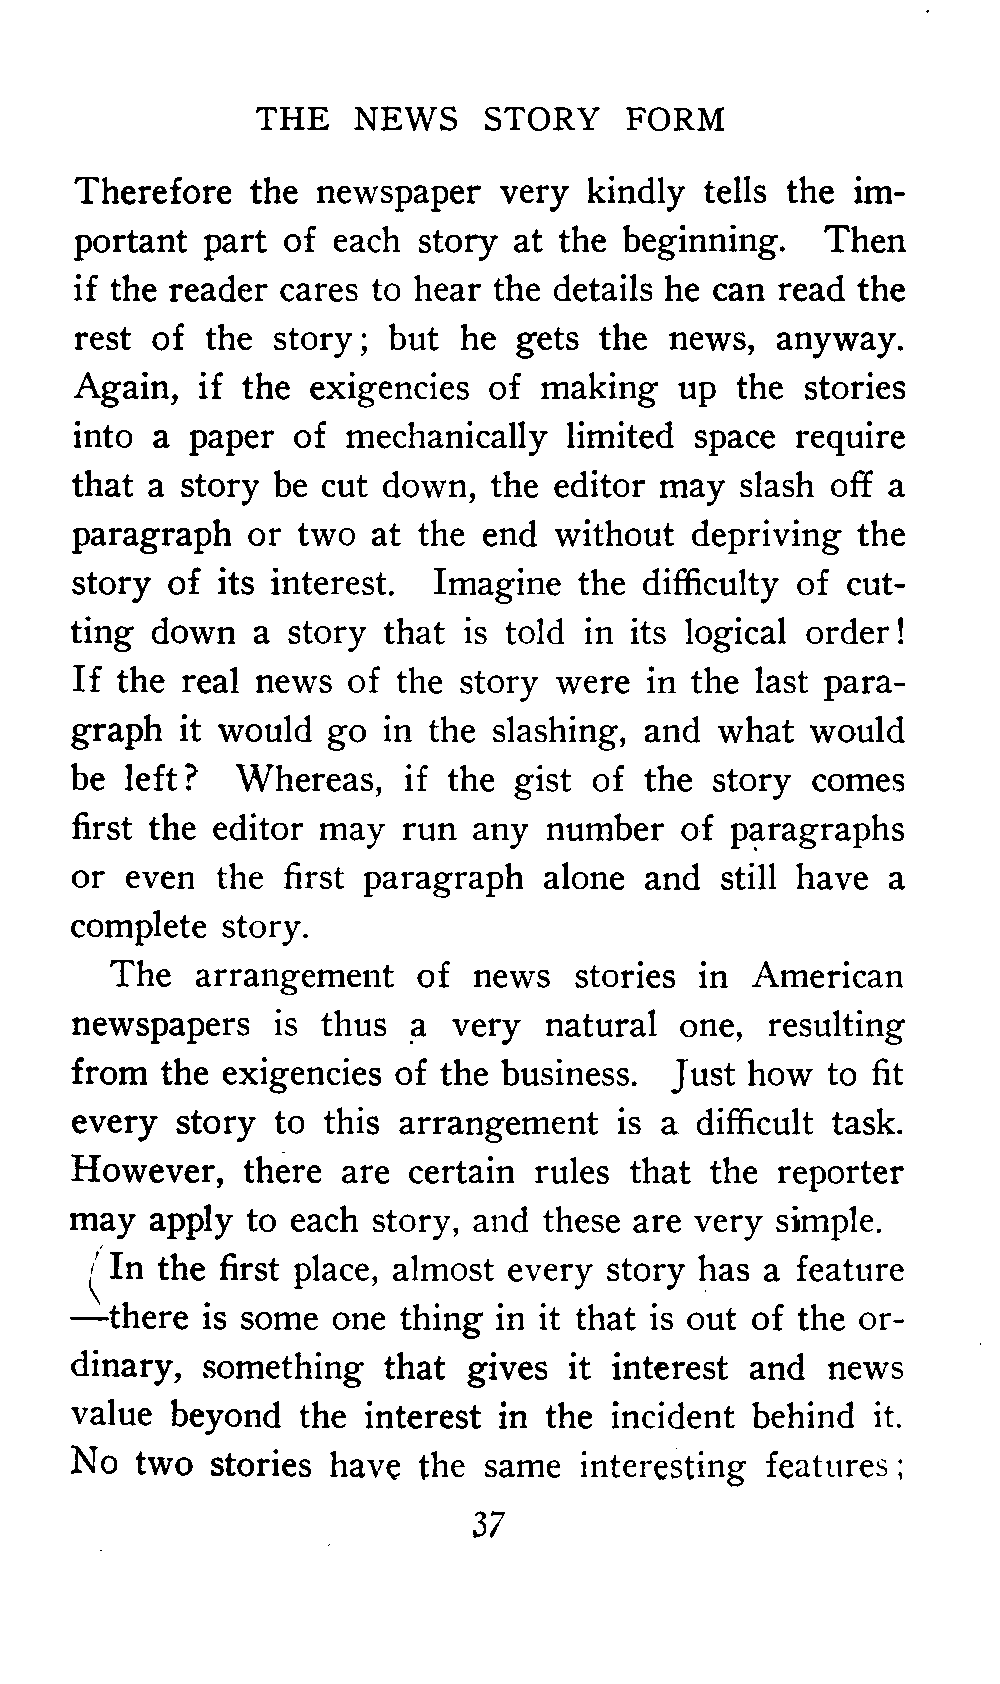 THE NEWS STORY FORM
Therefore the newspaper very kindly tells the im-
portant part of each story at the beginning. Then
if the reader cares to hear the details he can read the
rest of the story; but he gets the news, anyway.
Again, if the exigencies of making up the stories
into a paper of mechanically limited space require
that a story be cut down, the editor may slash off a
paragraph or two at the end without depriving the
story of its interest. Imagine the difficulty of cut-
ting down a story that is told in its logical order!
If the real news of the story were in the last para-
graph it would go in the slashing, and what would
be left? Whereas, if the gist of the story comes
first the editor may run any number of paragraphs
or even the first paragraph alone and still have a
complete story.
The arrangement of news stories in American
newspapers is thus a very natural one, resulting
from the exigencies of the business. Just how to fit
every story to this arrangement is a difficult task.
However, there are certain rules that the reporter
may apply to each story, and these are very simple.
In the first place, almost every story has a feature
—there is some one thing in it that is out of the or-
dinary, something that gives it interest and news
value beyond the interest in the incident behind it.
No two stories have the same interesting features;
37